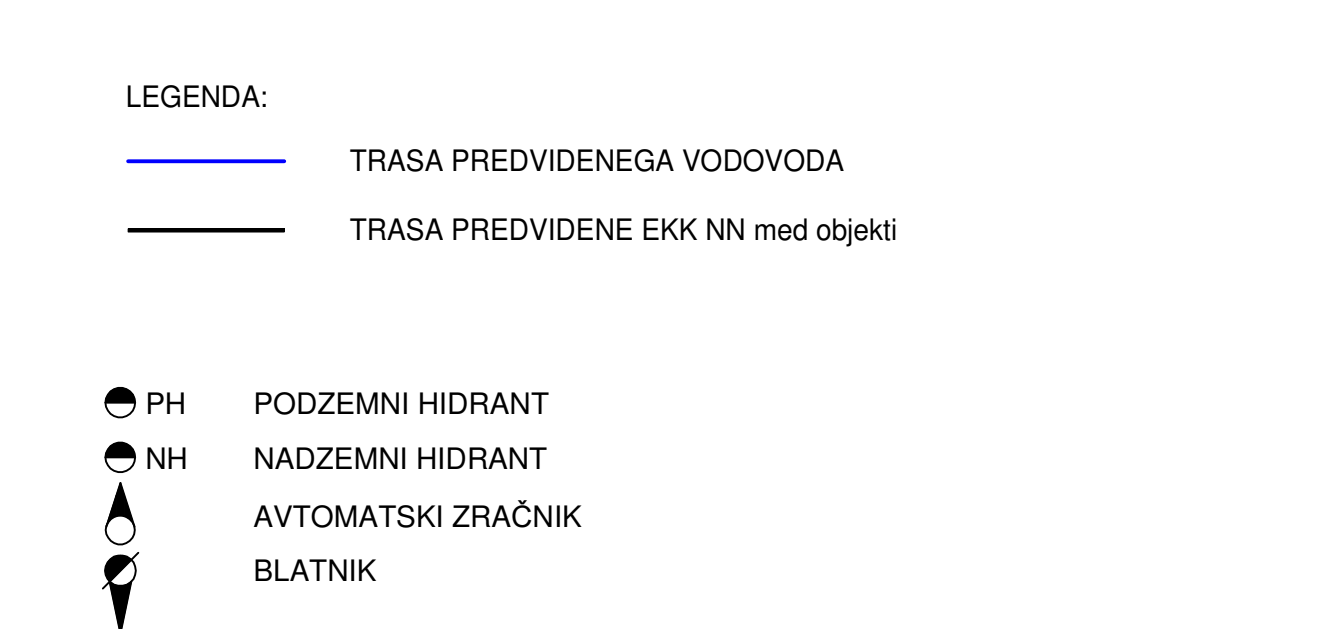 LEGENDA:
TRASA PREDVIDENEGA VODOVODA
TRASA PREDVIDENE EKK NN med objekti
PH PODZEMNI HIDRANT
NH NADZEMNI HIDRANT
AVTOMATSKI ZRAČNIK
BLATNIK